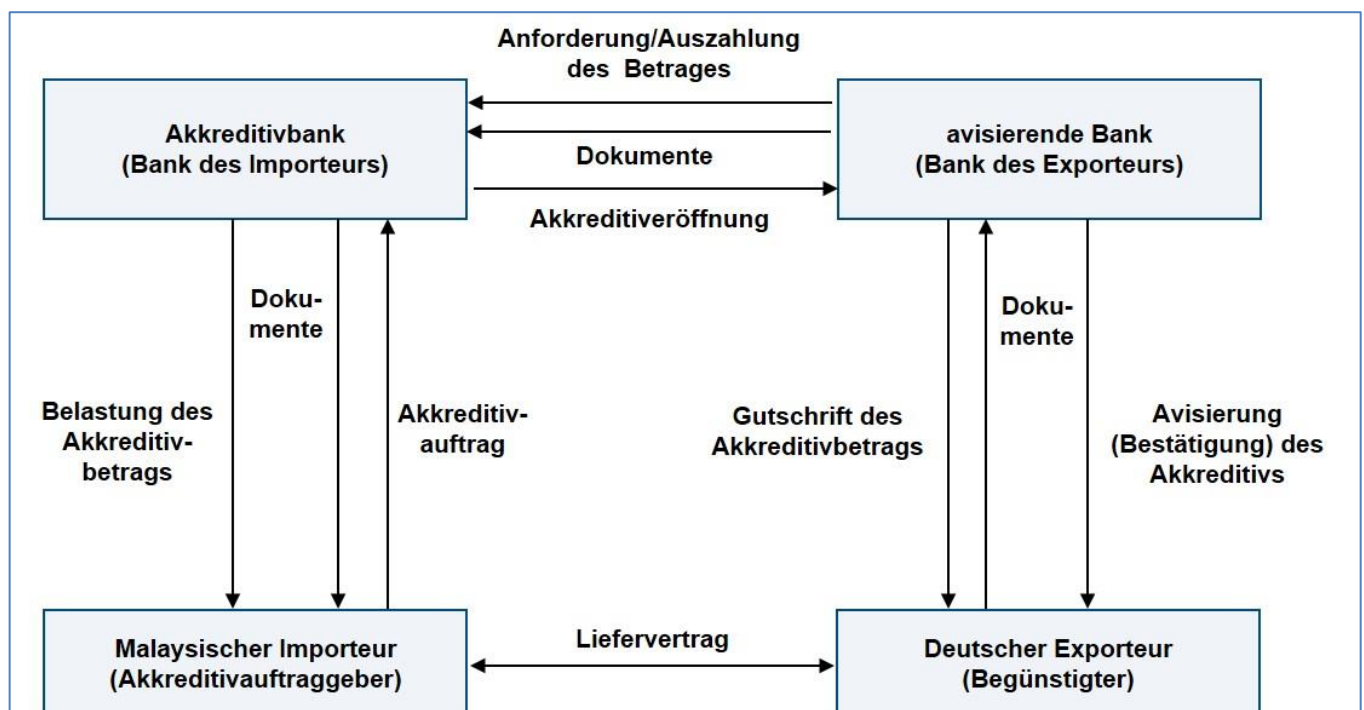 Anforderung/Auszahlung
des Betrages
Akkreditivbank
(Bank des Importeurs)
avisierende Bank
(Bank des Exporteurs)
Dokumente
Akkreditiveröffnung
Doku-
mente
Doku-
mente
Belastung des
Akkreditiv-
betrags
Akkreditiv-
auftrag
Gutschrift des
Akkreditivbetrags
Avisierung
(Bestätigung) des
Akkreditivs
Malaysischer Importeur
(Akkreditivauftraggeber)
Liefervertrag
Deutscher Exporteur
(Begünstigter)